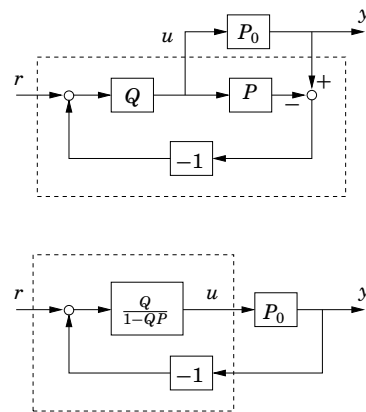 y
u P₀
r Q P + −
−1
r Q/(1−QP) u P₀ y
−1